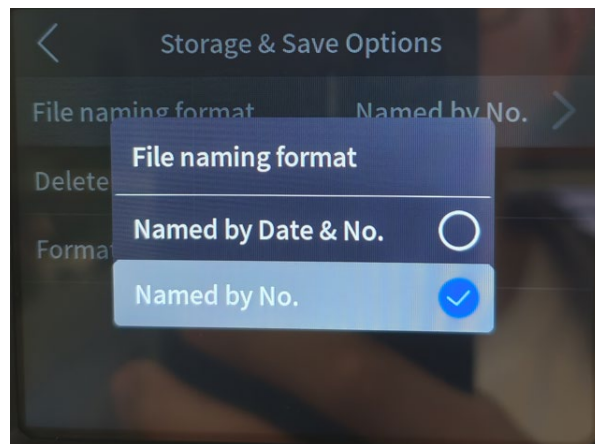 Storage & Save Options
File naming format Named by No.
File naming format
Delete
Named by Date & No.
Format
Named by No.